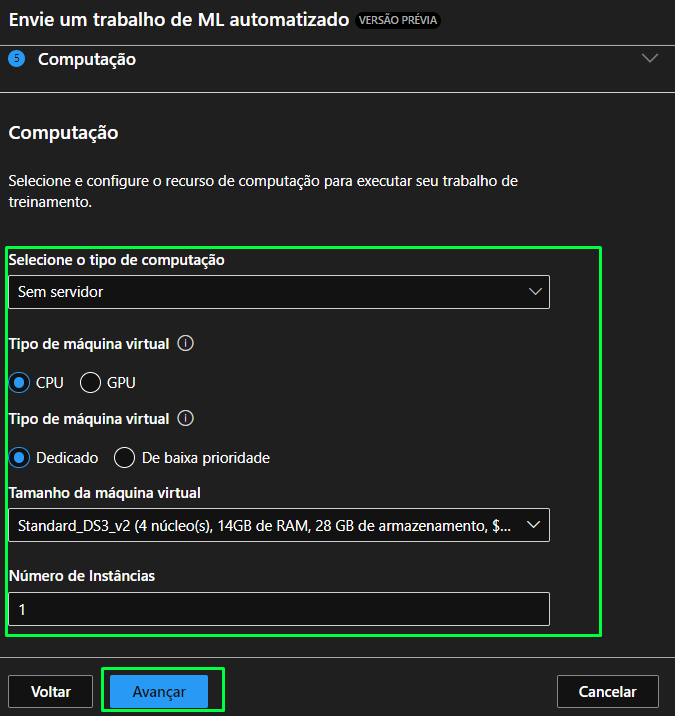 Envie um trabalho de ML automatizado VERSÃO PRÉVIA
5 Computação
Computação
Selecione e configure o recurso de computação para executar seu trabalho de
treinamento.
Selecione o tipo de computação
Sem servidor
Tipo de máquina virtual
CPU GPU
Tipo de máquina virtual
Dedicado De baixa prioridade
Tamanho da máquina virtual
Standard_DS3_v2 (4 núcleo(s), 14GB de RAM, 28 GB de armazenamento, $...
Número de Instâncias
1
Voltar Avançar Cancelar